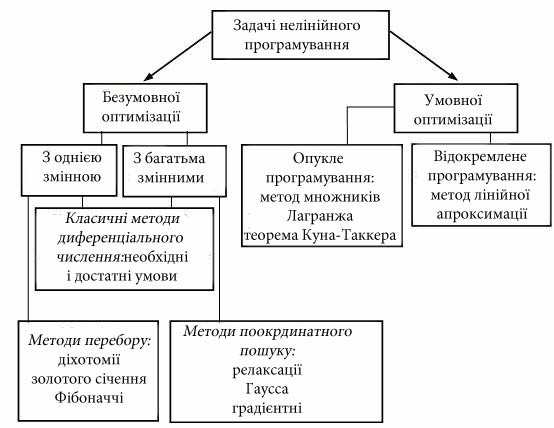 Задачі нелінійного
програмування
Безумовної
оптимізації
Умовної
оптимізації
З однією
змінною
З багатьма
змінними
Опукле
програмування:
метод множників
Лагранжа
теорема Куна-Таккера
Відокремлене
програмування:
метод лінійної
апроксимації
Класичні методи
диференціального
числення:необхідні
і достатні умови
Методи перебору:
діхотомії
золотого січення
Фібоначчі
Методи поокрдинатного
пошуку:
релаксації
Гаусса
градієнтні